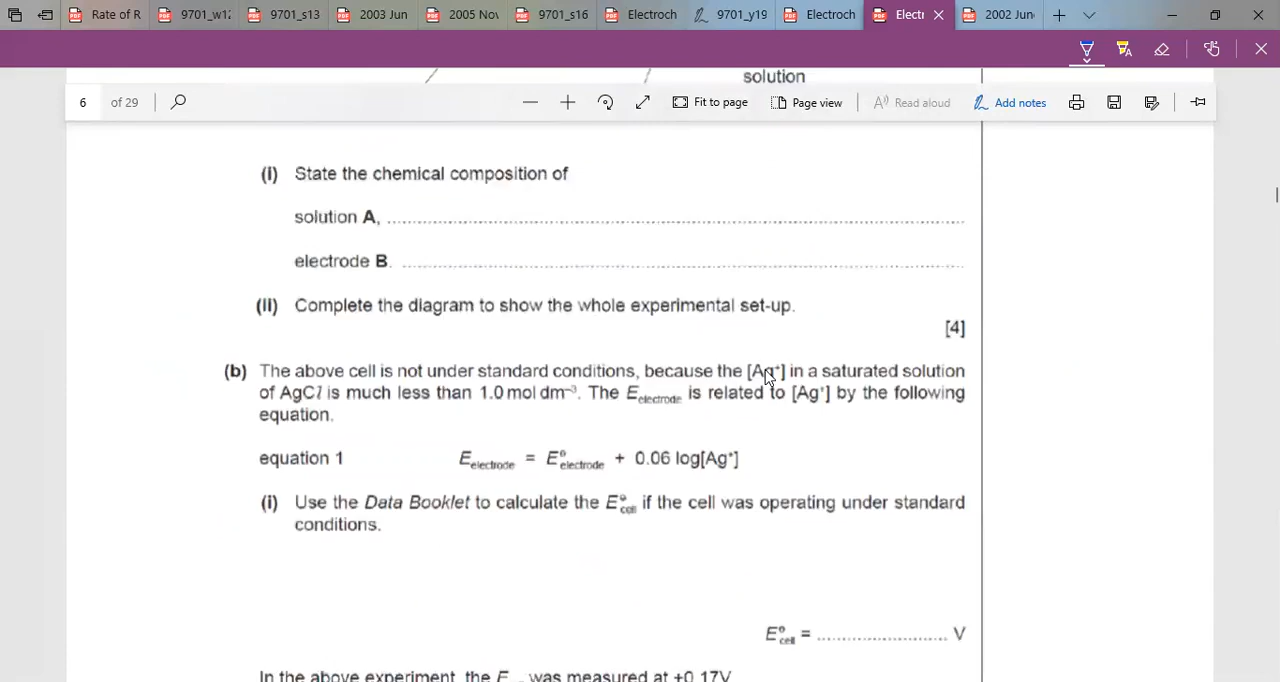 Rate of R
9701_w12
9701_s13
2003 Jun
2005 Nov
9701_s16
Electroch
9701_y19
Electroch
Electr
2002 June
solution
6 of 29
Fit to page
Page view
Read aloud
Add notes
(i) State the chemical composition of
solution A, ..........
electrode B. ..........
(ii) Complete the diagram to show the whole experimental set-up.
[4]
(b) The above cell is not under standard conditions, because the [Ag⁺] in a saturated solution
of AgCl is much less than 1.0 mol dm⁻³. The E electrode is related to [Ag⁺] by the following
equation.
equation 1 E electrode = E⦵ electrode + 0.06 log[Ag⁺]
(i) Use the Data Booklet to calculate the E⦵ cell if the cell was operating under standard
conditions.
E⦵ cell = .......................... V
In the above experiment, the E was measured at +0.17V